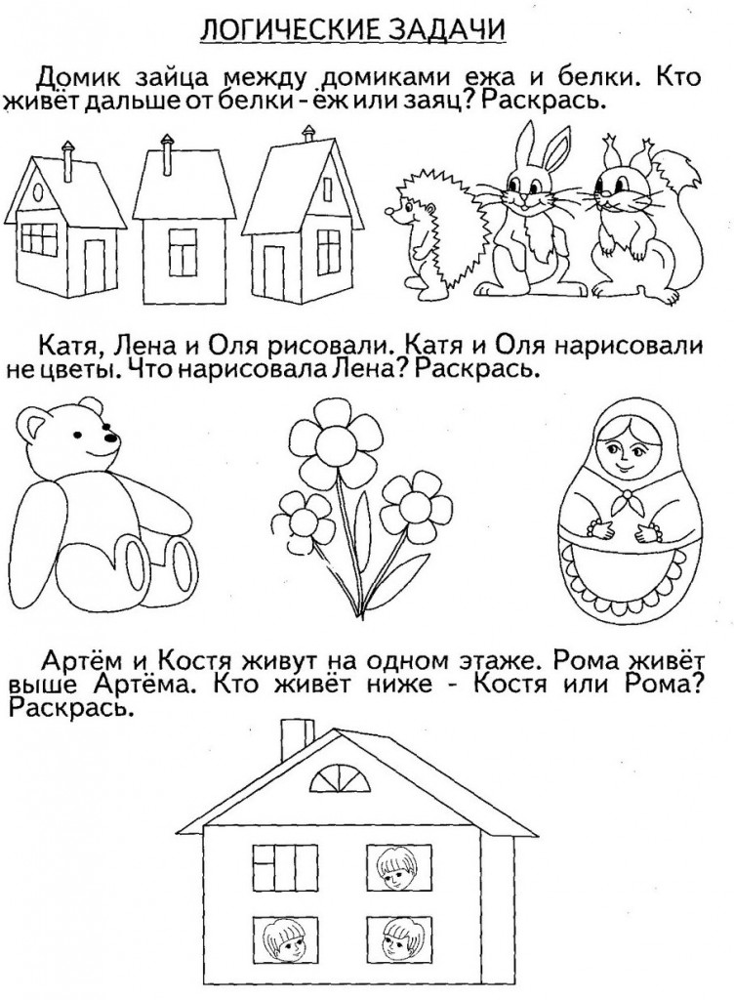 ЛОГИЧЕСКИЕ ЗАДАЧИ
Домик зайца между домиками ежа и белки. Кто
живёт дальше от белки - ёж или заяц? Раскрась.
Катя, Лена и Оля рисовали. Катя и Оля нарисовали
не цветы. Что нарисовала Лена? Раскрась.
Артём и Костя живут на одном этаже. Рома живёт
выше Артёма. Кто живёт ниже - Костя или Рома?
Раскрась.